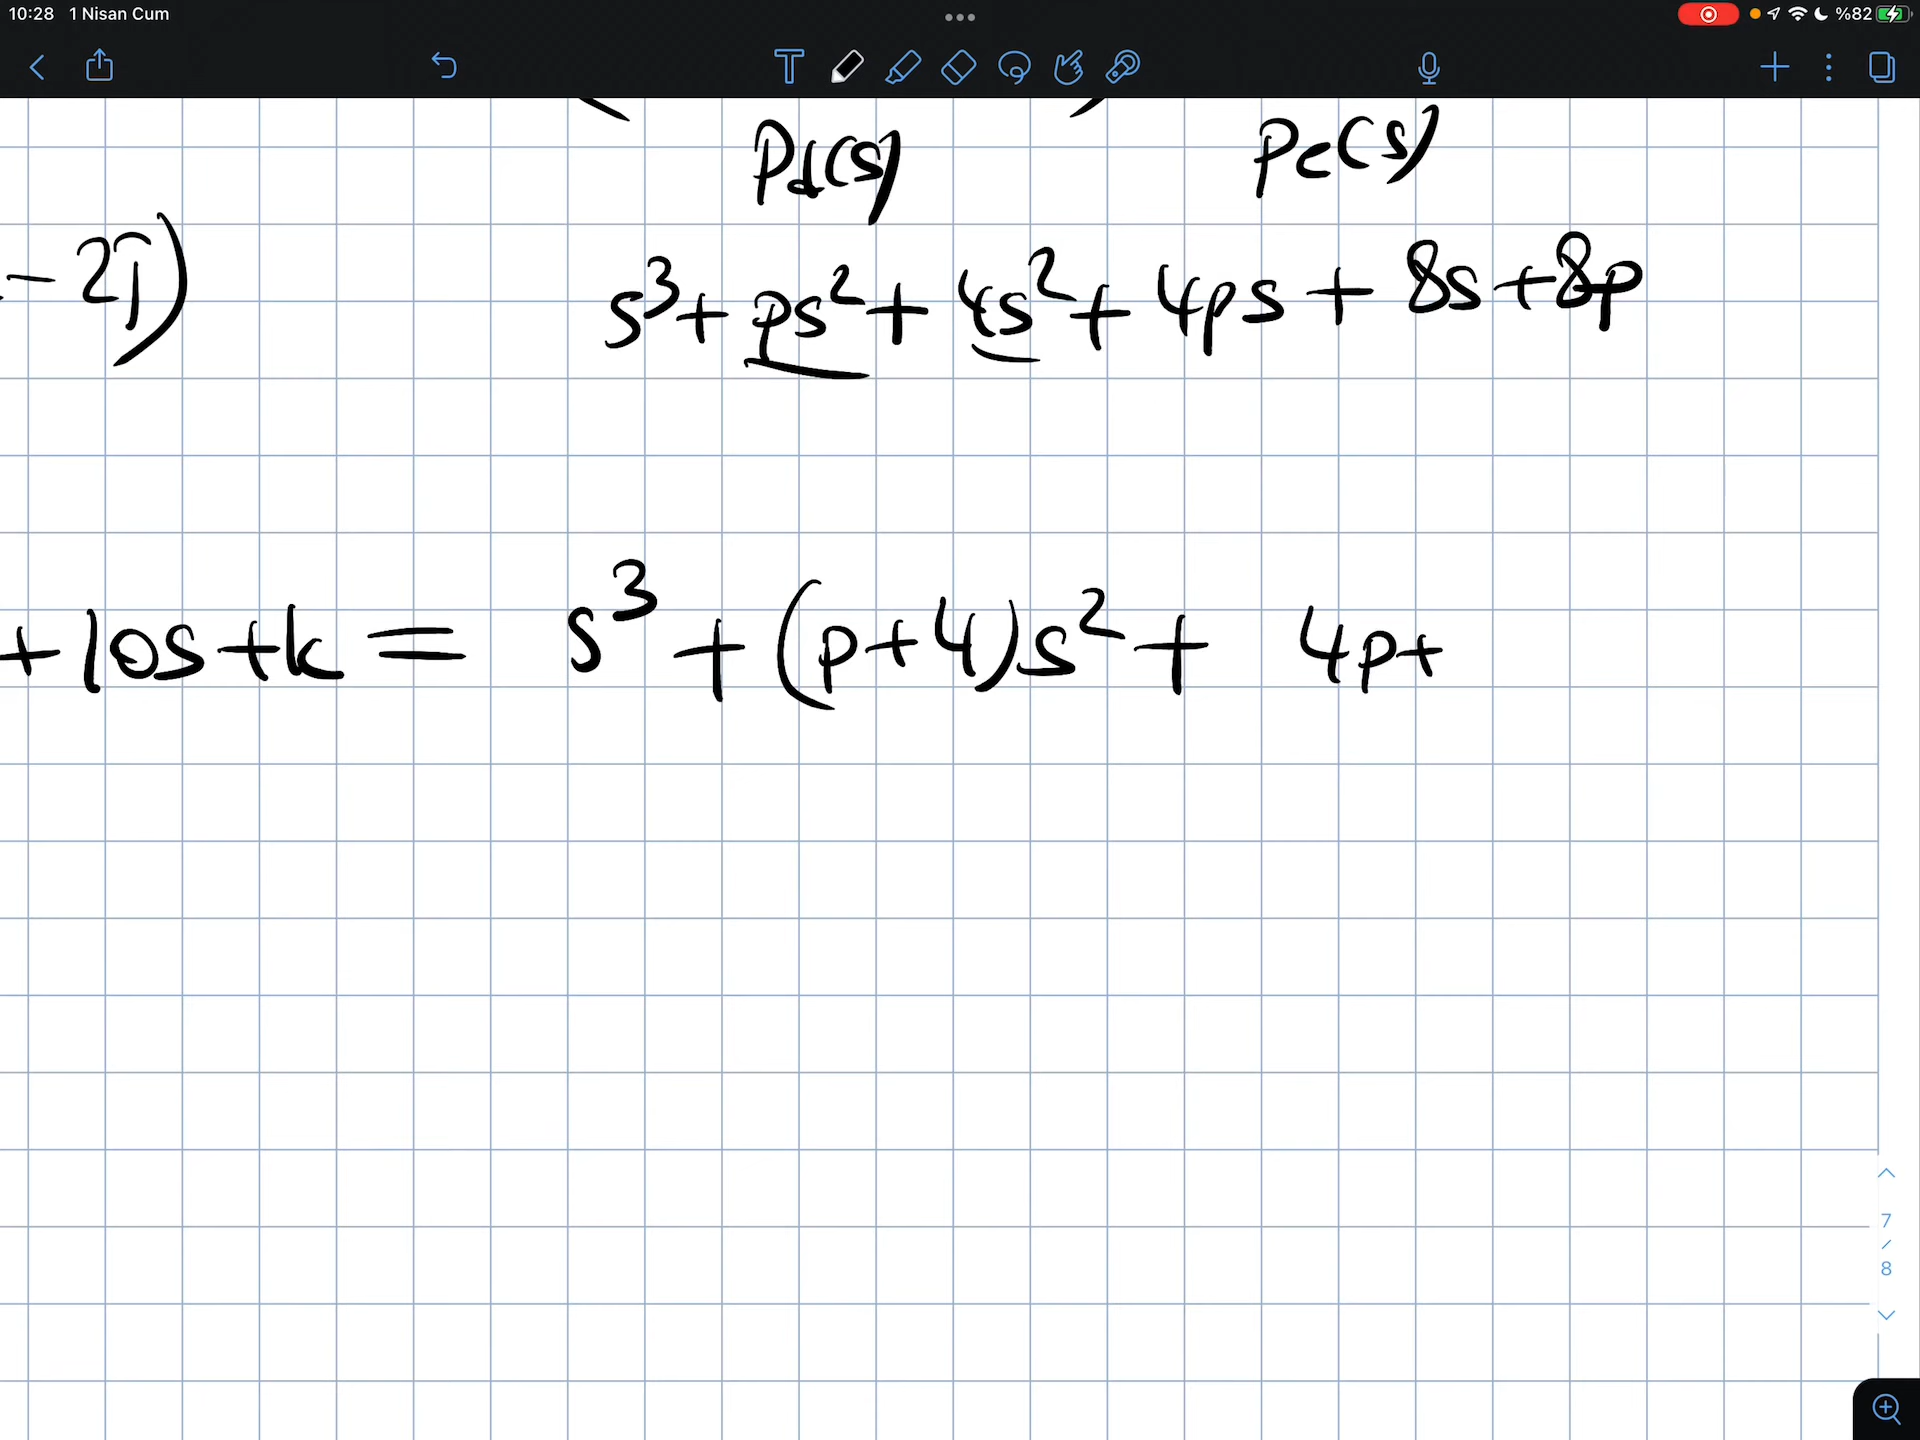 10:28 1 Nisan Cum %82
T
Pd(s) Pc(s)
- 2j)
s³ + ps² + 4s² + 4ps + 8s + 8p
+ 10s + k = s³ + (p+4)s² + 4p+
7
/
8